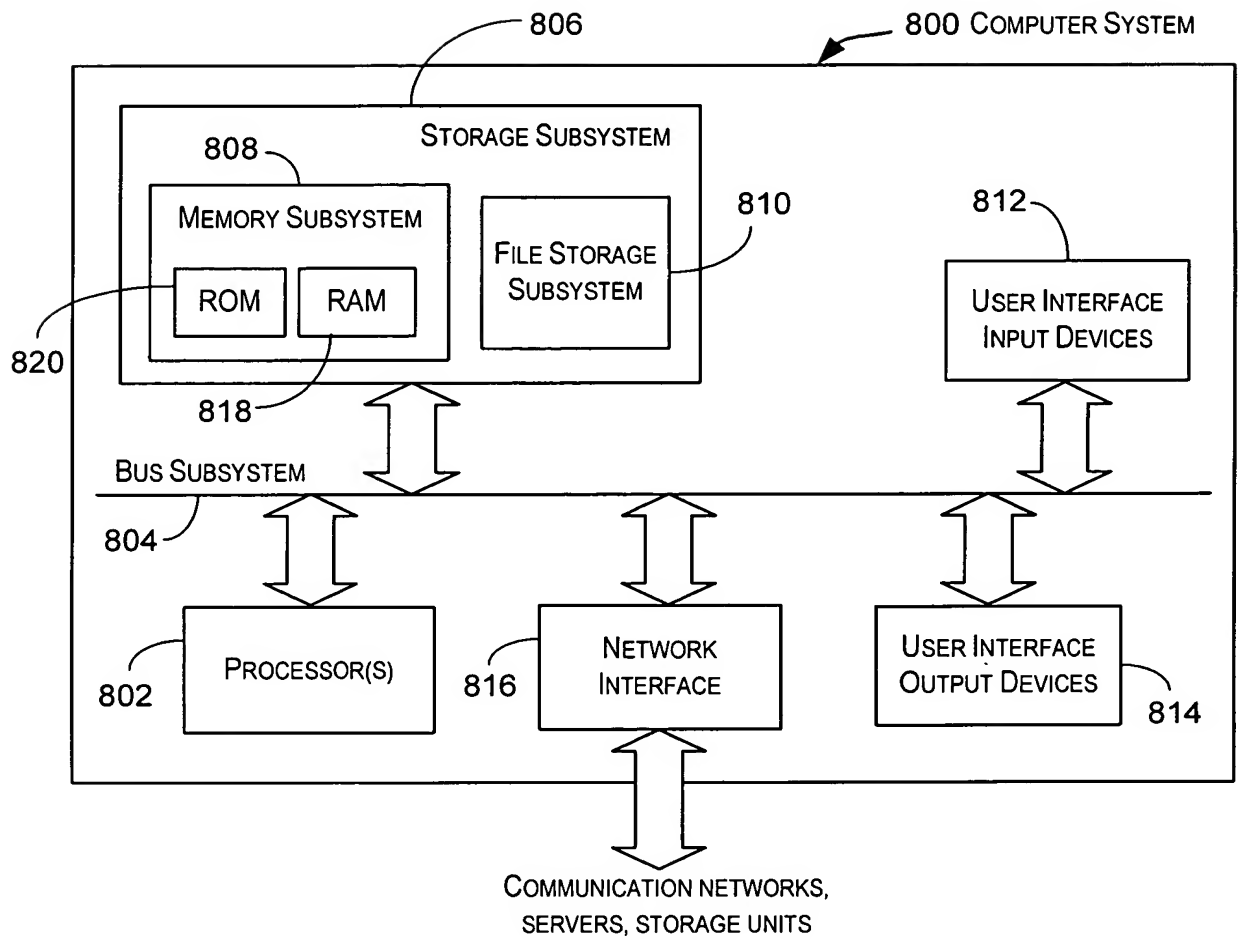 806
800 COMPUTER SYSTEM
STORAGE SUBSYSTEM
808
MEMORY SUBSYSTEM
810
812
FILE STORAGE
SUBSYSTEM
ROM
RAM
USER INTERFACE
INPUT DEVICES
820
818
BUS SUBSYSTEM
804
PROCESSOR(S)
802
NETWORK
INTERFACE
816
USER INTERFACE
OUTPUT DEVICES
814
COMMUNICATION NETWORKS,
SERVERS, STORAGE UNITS